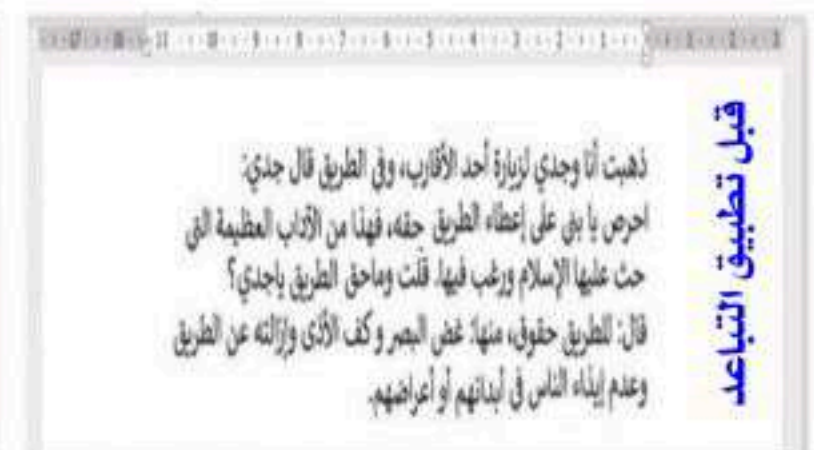 قبل تطبيق التباعد
ذهبت أنا وجدي لزيارة أحد الأقارب، وفي الطريق قال جدي:
احرص يا بني على إعطاء الطريق حقه، فهذا من الآداب العظيمة التي
حث عليها الإسلام ورغب فيها. قلت وماحق الطريق ياجدي؟
قال: للطريق حقوق، منها: غض البصر و كف الأذى وإزالته عن الطريق
وعدم إيذاء الناس في أبدانهم أو أعراضهم.